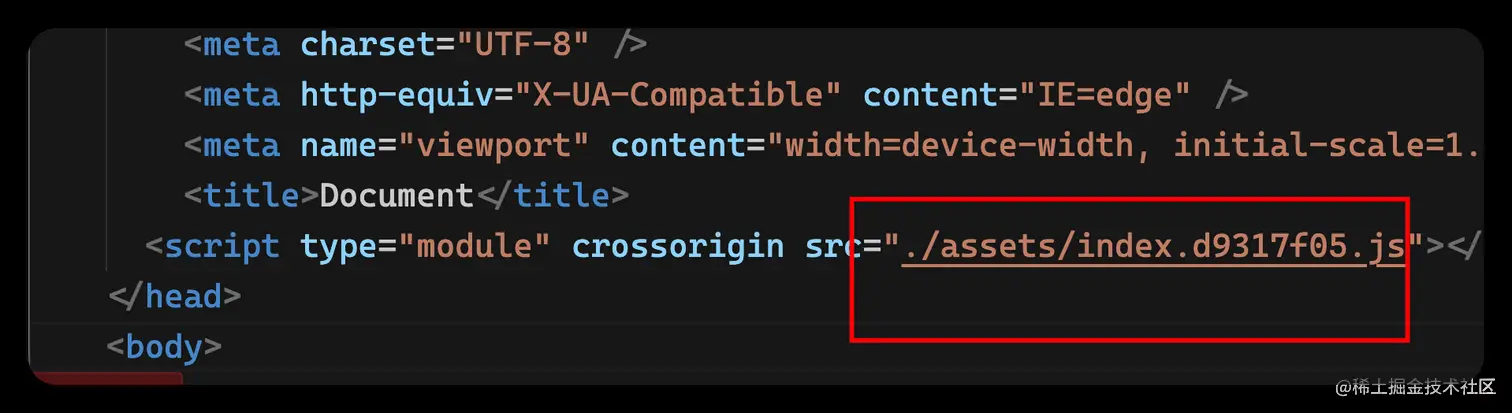 <meta charset="UTF-8" />
<meta http-equiv="X-UA-Compatible" content="IE=edge" />
<meta name="viewport" content="width=device-width, initial-scale=1.
<title>Document</title>
<script type="module" crossorigin src="./assets/index.d9317f05.js"></
</head>
<body>
@稀土掘金技术社区